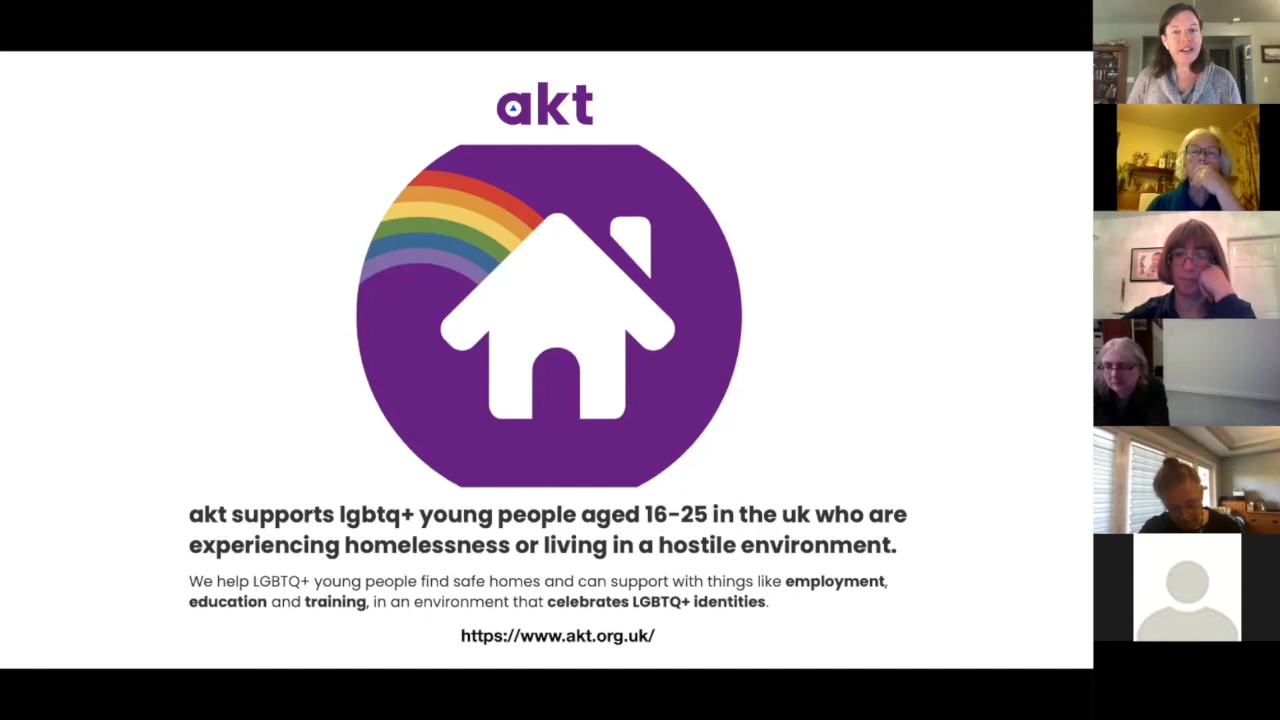 akt
akt supports lgbtq+ young people aged 16-25 in the uk who are
experiencing homelessness or living in a hostile environment.
We help LGBTQ+ young people find safe homes and can support with things like employment,
education and training, in an environment that celebrates LGBTQ+ identities.
https://www.akt.org.uk/